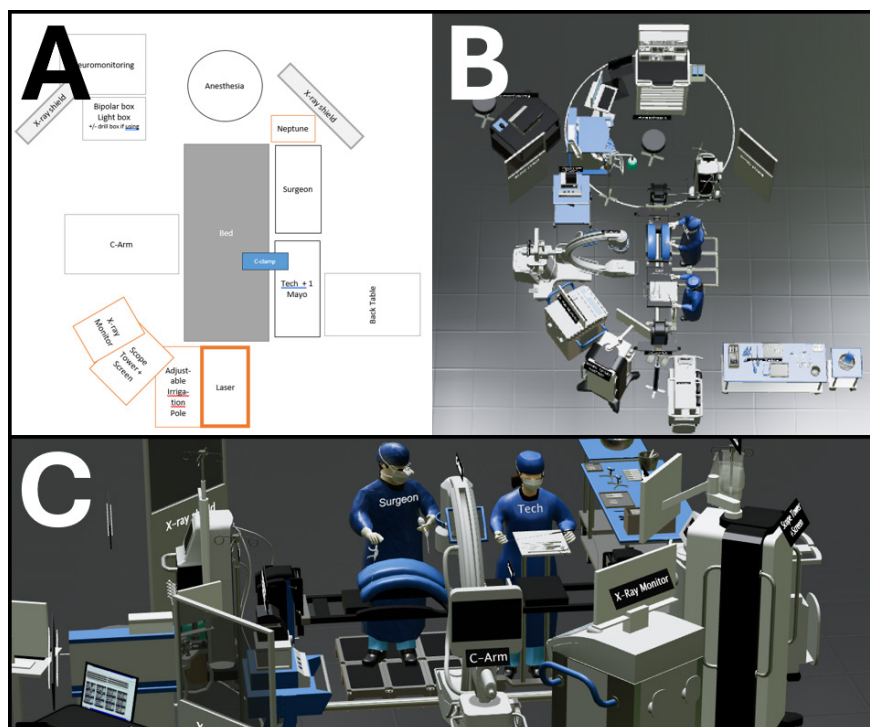 A
euromonitoring
X-ray shield
Bipolar box
Light box
+/- drill box if using
Anesthesia
X-ray shield
Neptune
Surgeon
Bed
C-Arm
C-clamp
Tech + 1
Mayo
Back Table
X-ray
Monitor
Scope
Tower +
Screen
Adjust-
able
Irriga-
tion
Pole
Laser
B
C
Surgeon
Tech
X-ray shield
X-Ray Monitor
Scope Tower
+ Screen
C-Arm